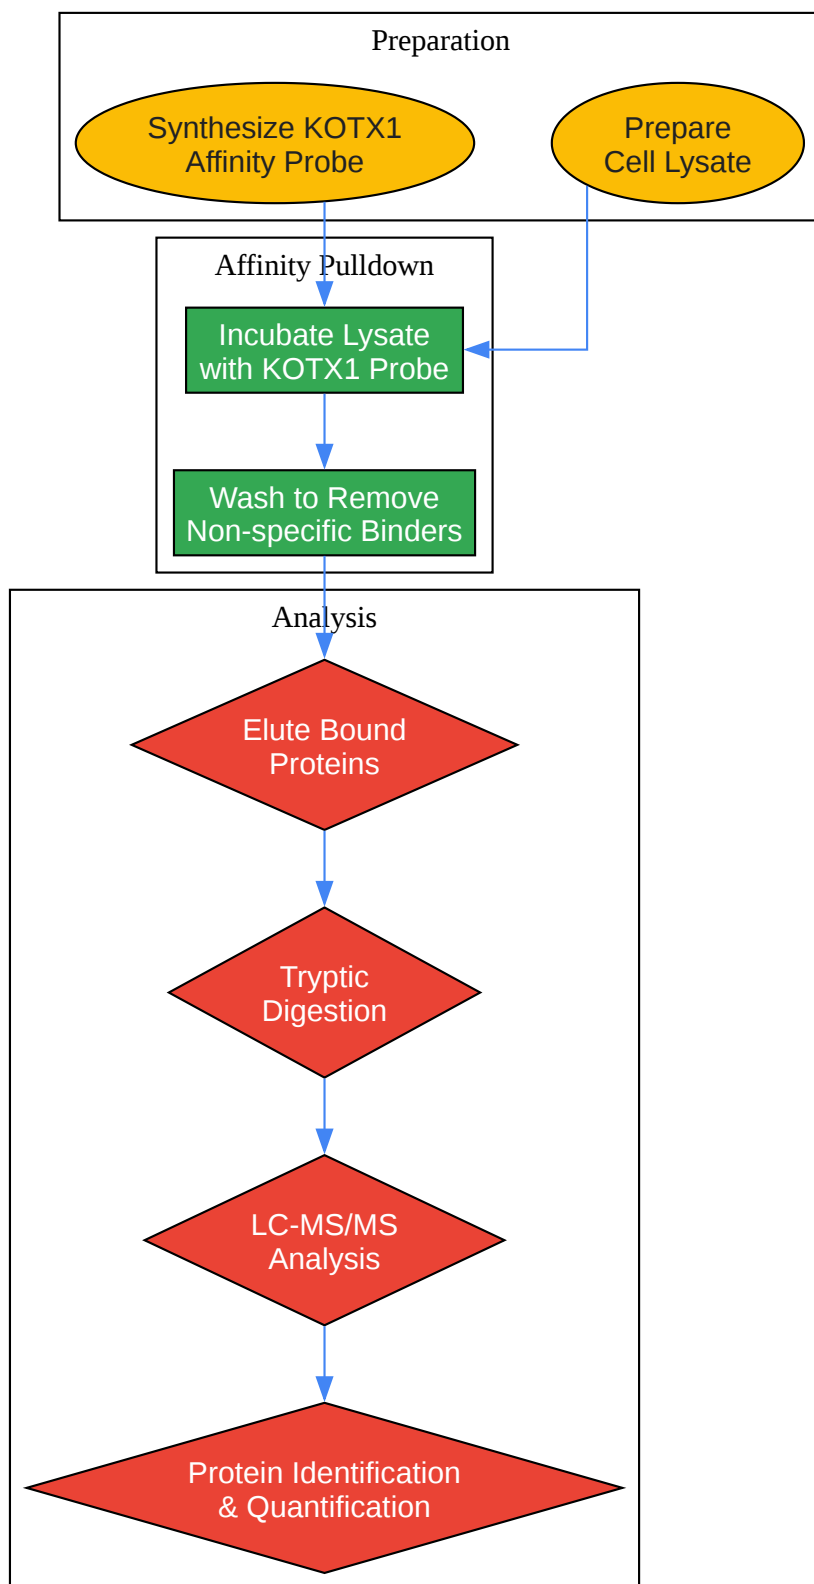 Preparation
Synthesize KOTX1
Affinity Probe
Prepare
Cell Lysate
Affinity Pulldown
Incubate Lysate
with KOTX1 Probe
Wash to Remove
Non-specific Binders
Analysis
Elute Bound
Proteins
Tryptic
Digestion
LC-MS/MS
Analysis
Protein Identification
& Quantification